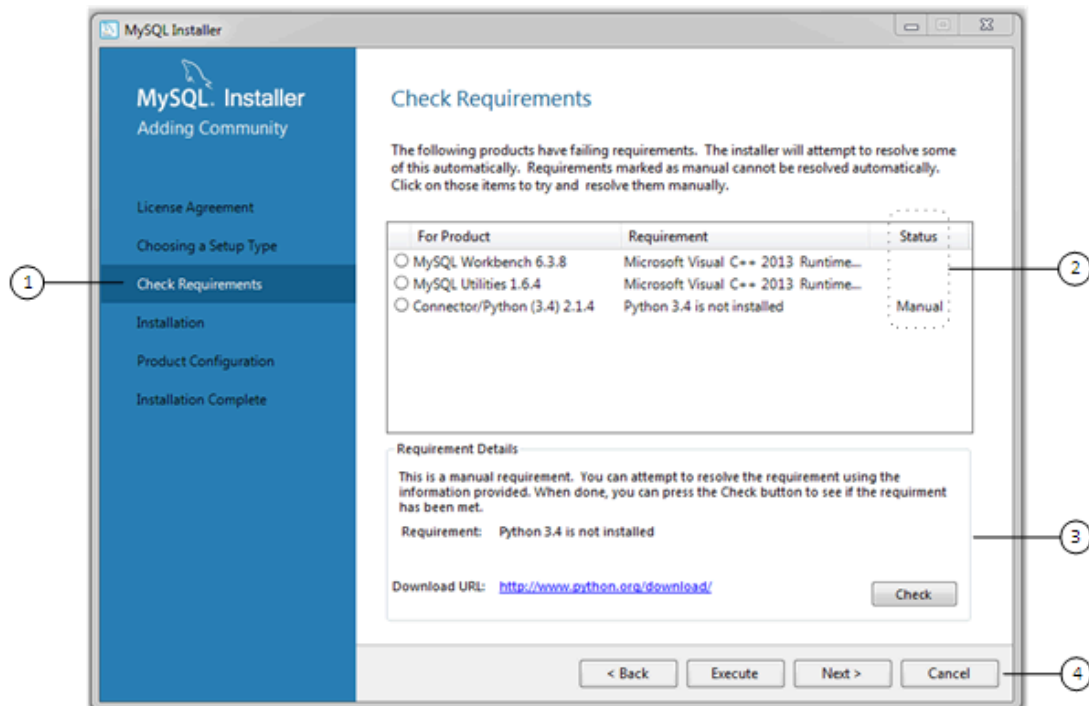 MySQL Installer
MySQL. Installer
Adding Community
License Agreement
Choosing a Setup Type
Check Requirements
Installation
Product Configuration
Installation Complete
Check Requirements
The following products have failing requirements. The installer will attempt to resolve some
of this automatically. Requirements marked as manual cannot be resolved automatically.
Click on those items to try and resolve them manually.
For Product Requirement Status
MySQL Workbench 6.3.8 Microsoft Visual C++ 2013 Runtime...
MySQL Utilities 1.6.4 Microsoft Visual C++ 2013 Runtime...
Connector/Python (3.4) 2.1.4 Python 3.4 is not installed Manual
Requirement Details
This is a manual requirement. You can attempt to resolve the requirement using the
information provided. When done, you can press the Check button to see if the requirment
has been met.
Requirement: Python 3.4 is not installed
Download URL: http://www.python.org/download/
Check
< Back Execute Next > Cancel
1
2
3
4